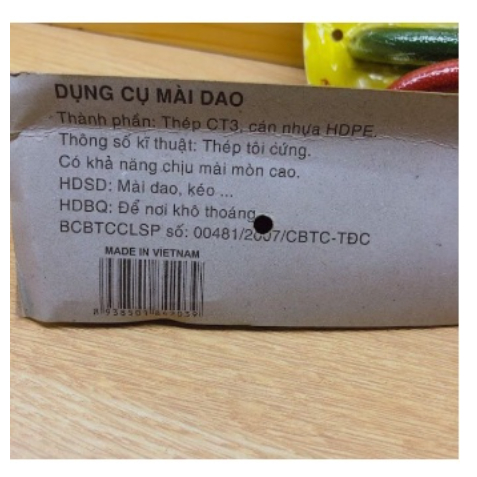 DỤNG CỤ MÀI DAO
Thành phần: Thép CT3, cán nhựa HDPE.
Thông số kĩ thuật: Thép tôi cứng.
Có khả năng chịu mài mòn cao.
HDSD: Mài dao, kéo ...
HDBQ: Để nơi khô thoáng
BCBTCCLSP số: 00481/2007/CBTC-TĐC
MADE IN VIETNAM